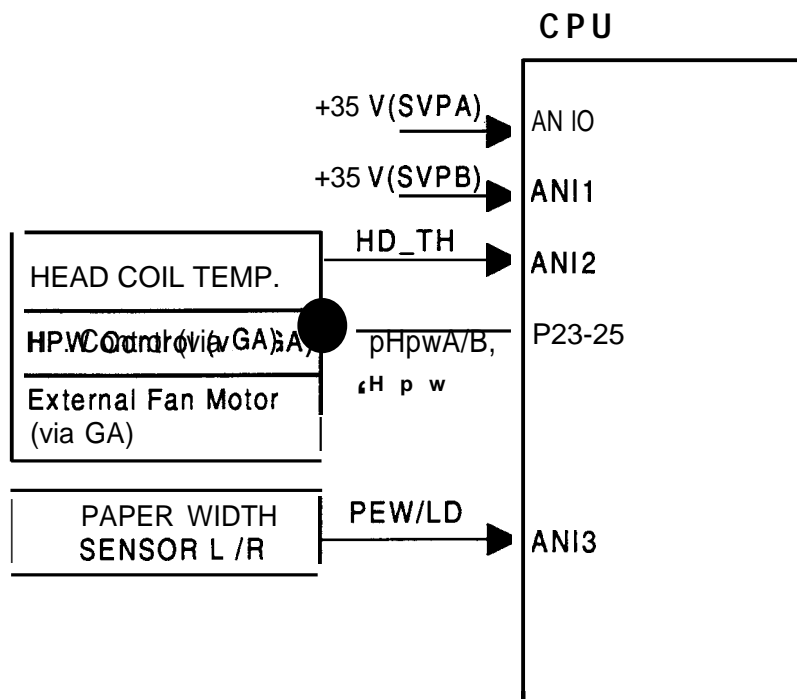 CPU
+35 V(SVPA)
AN IO
+35 V(SVPB)
ANI1
HD_TH
ANI2
HEAD COIL TEMP.
pHpwA/B,
P23-25
H p w
External Fan Motor
(via GA)
PAPER WIDTH
SENSOR L /R
PEW/LD
ANI3